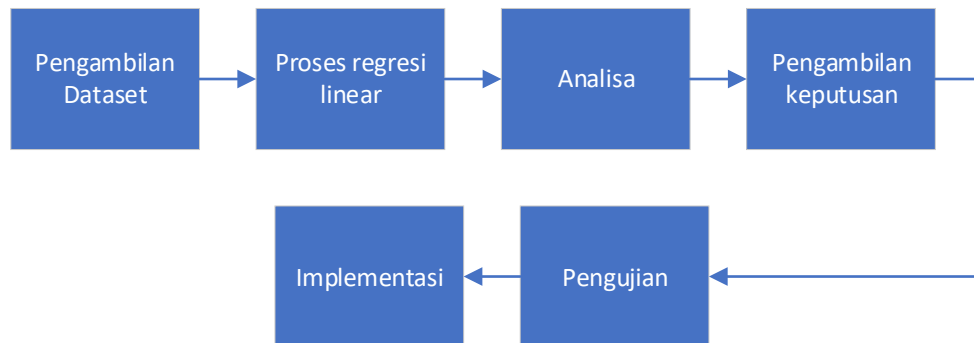 Pengambilan
Dataset
Proses regresi
linear
Analisa
Pengambilan
keputusan
Implementasi
Pengujian